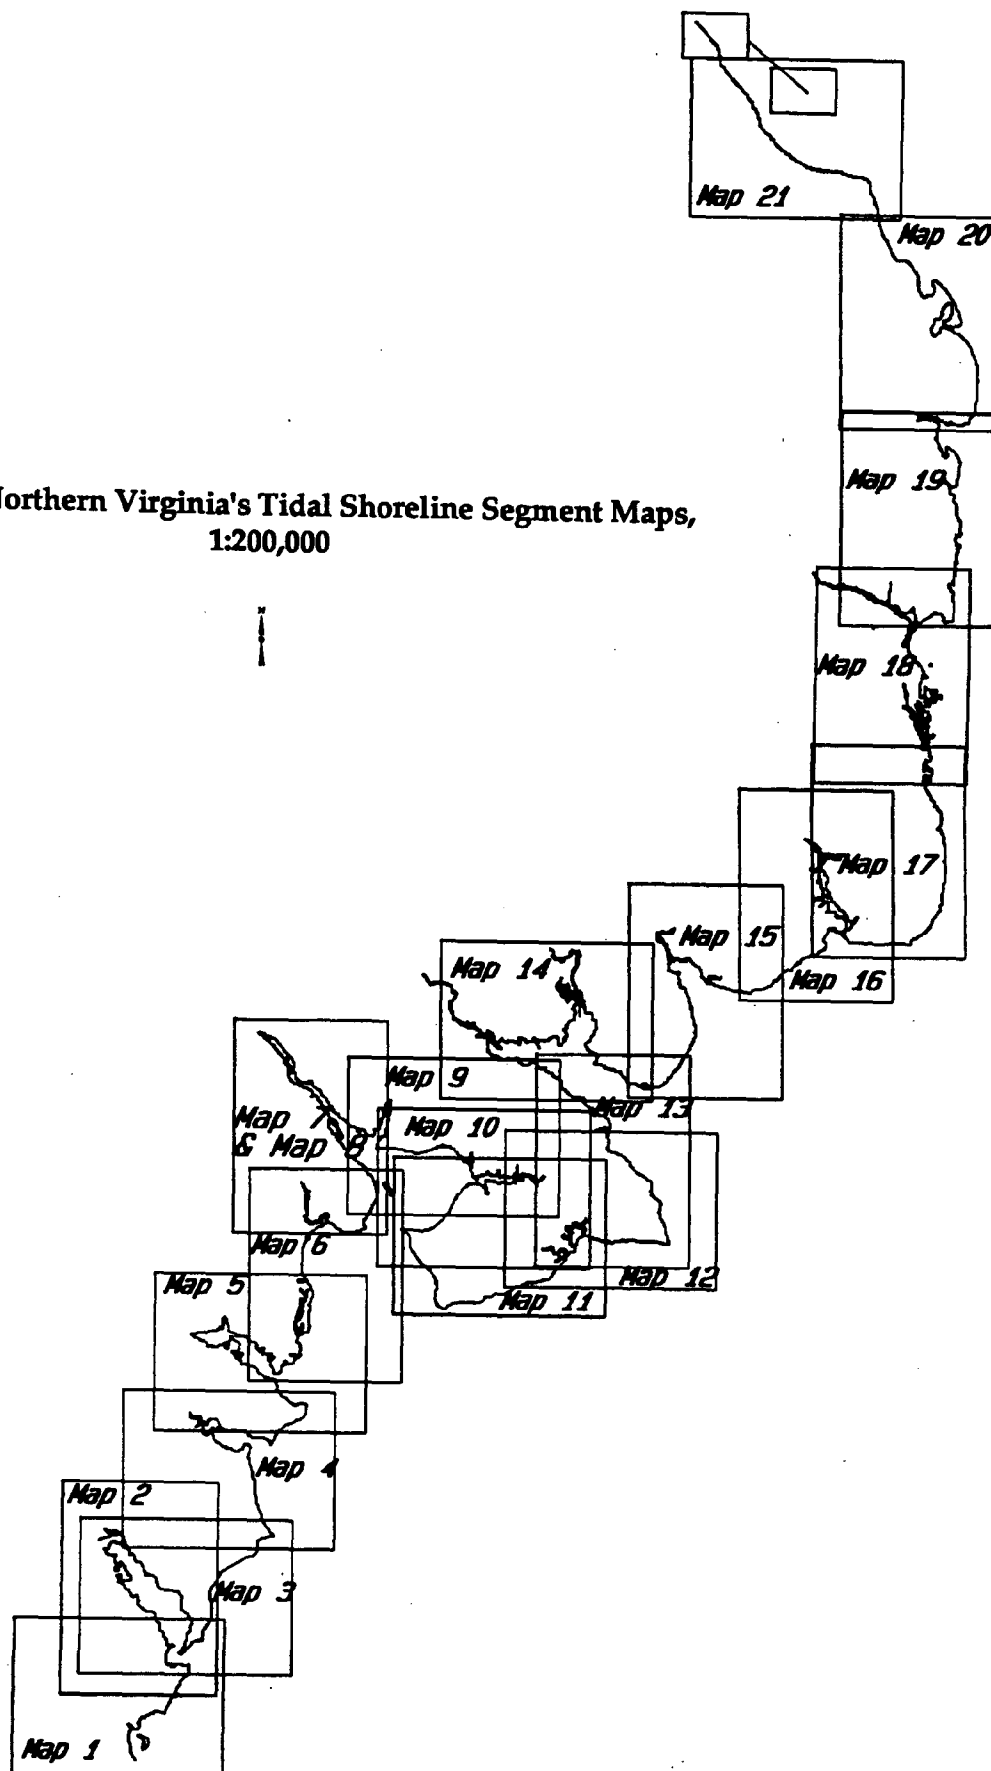 Map 21
Map 20
Map 19
Northern Virginia's Tidal Shoreline Segment Maps,
1:200,000
Map 18
Map 17
Map 15
Map 14
Map 16
Map 9
Map 13
Map 7
& Map 8
Map 10
Map 6
Map 12
Map 5
Map 11
Map 4
Map 2
Map 3
Map 1